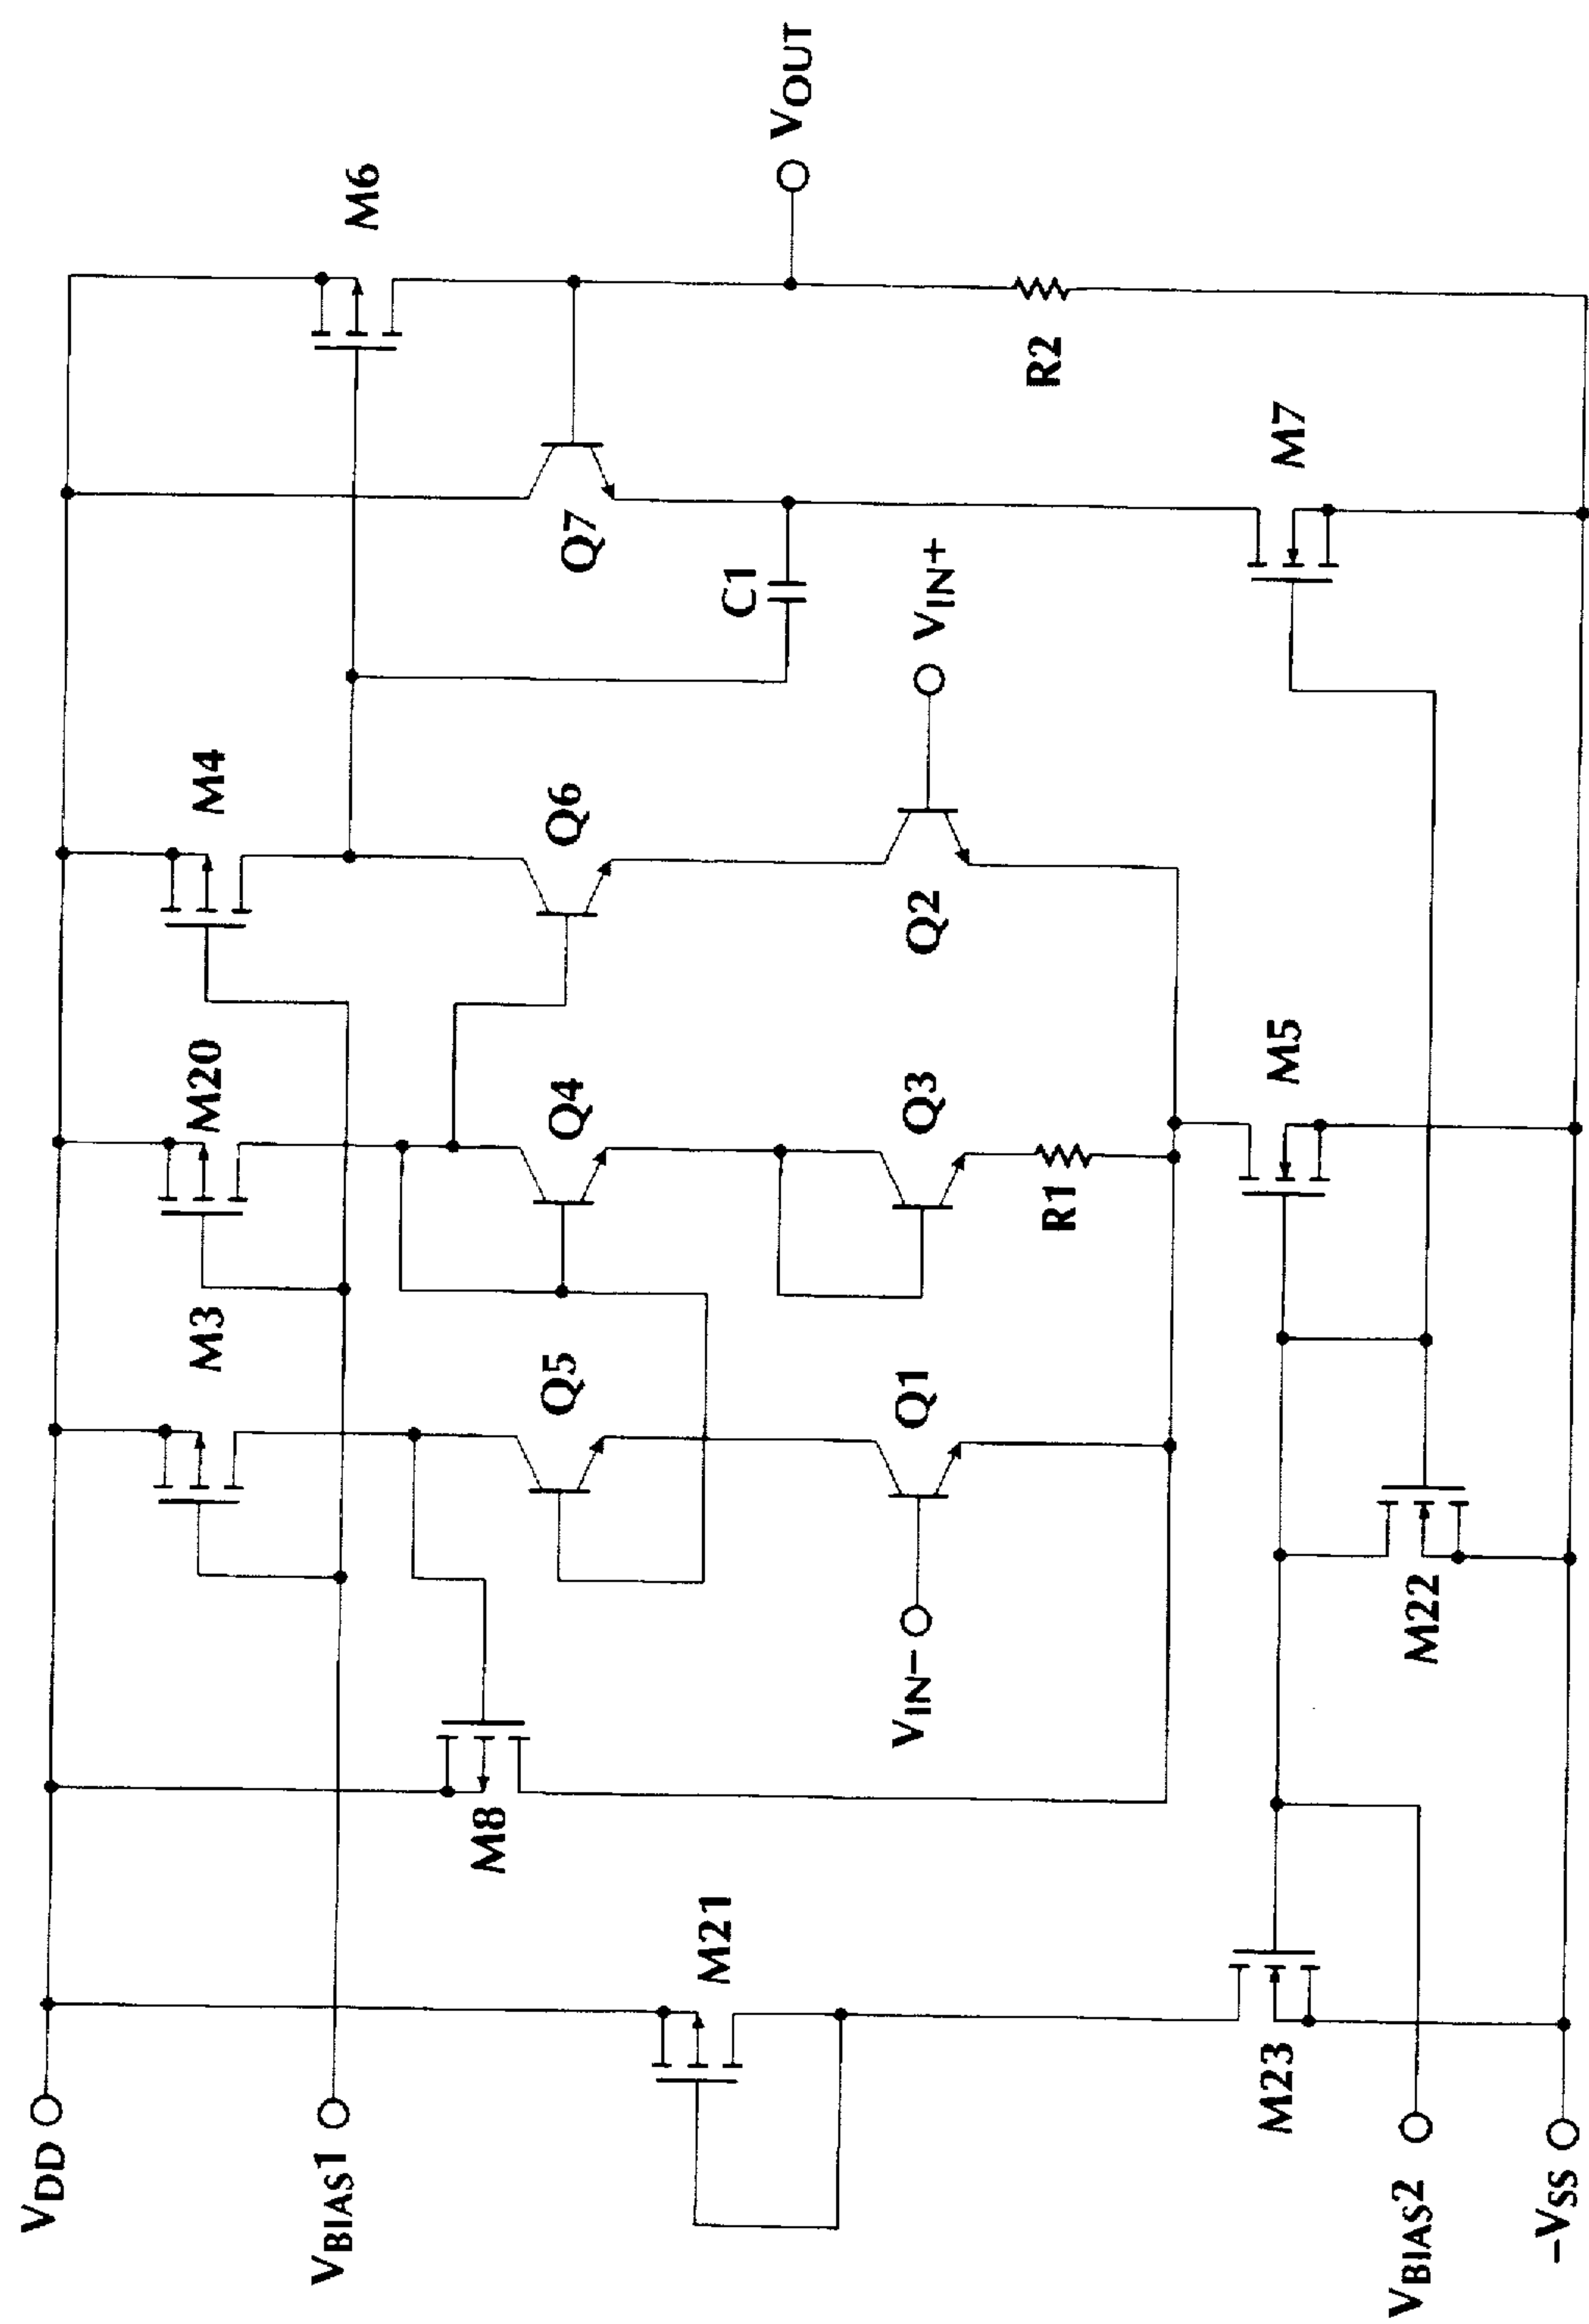 VDD
VBIAS1
M21
M23
VBIAS2
-VSS
M8
M3
Q5
VIN-
Q1
M22
M20
Q4
Q3
R1
M5
M4
Q6
Q2
VIN+
C1
Q7
M7
M6
R2
VOUT